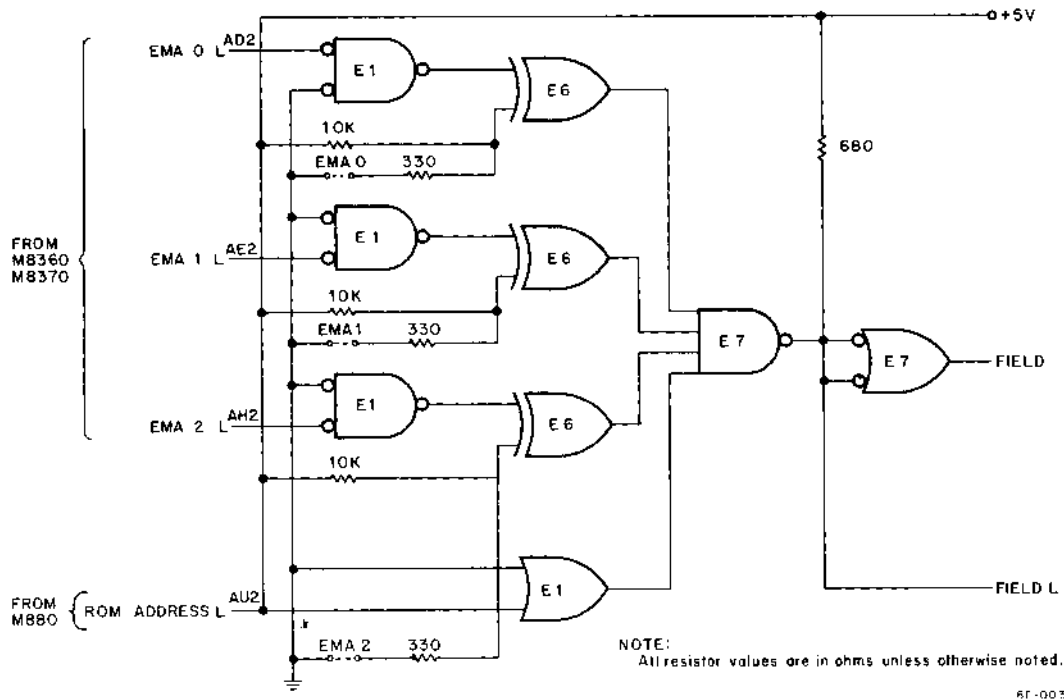 +5V
EMA 0 L AD2
E1
E6
10K
EMA 0 330
680
FROM
M8360
M8370
EMA 1 L AE2
E1
E6
10K
EMA 1 330
E7
E7
FIELD
E1
E6
EMA 2 L AH2
10K
FROM
M880
ROM ADDRESS L AU2
E1
FIELD L
EMA 2 330
NOTE:
All resistor values are in ohms unless otherwise noted.